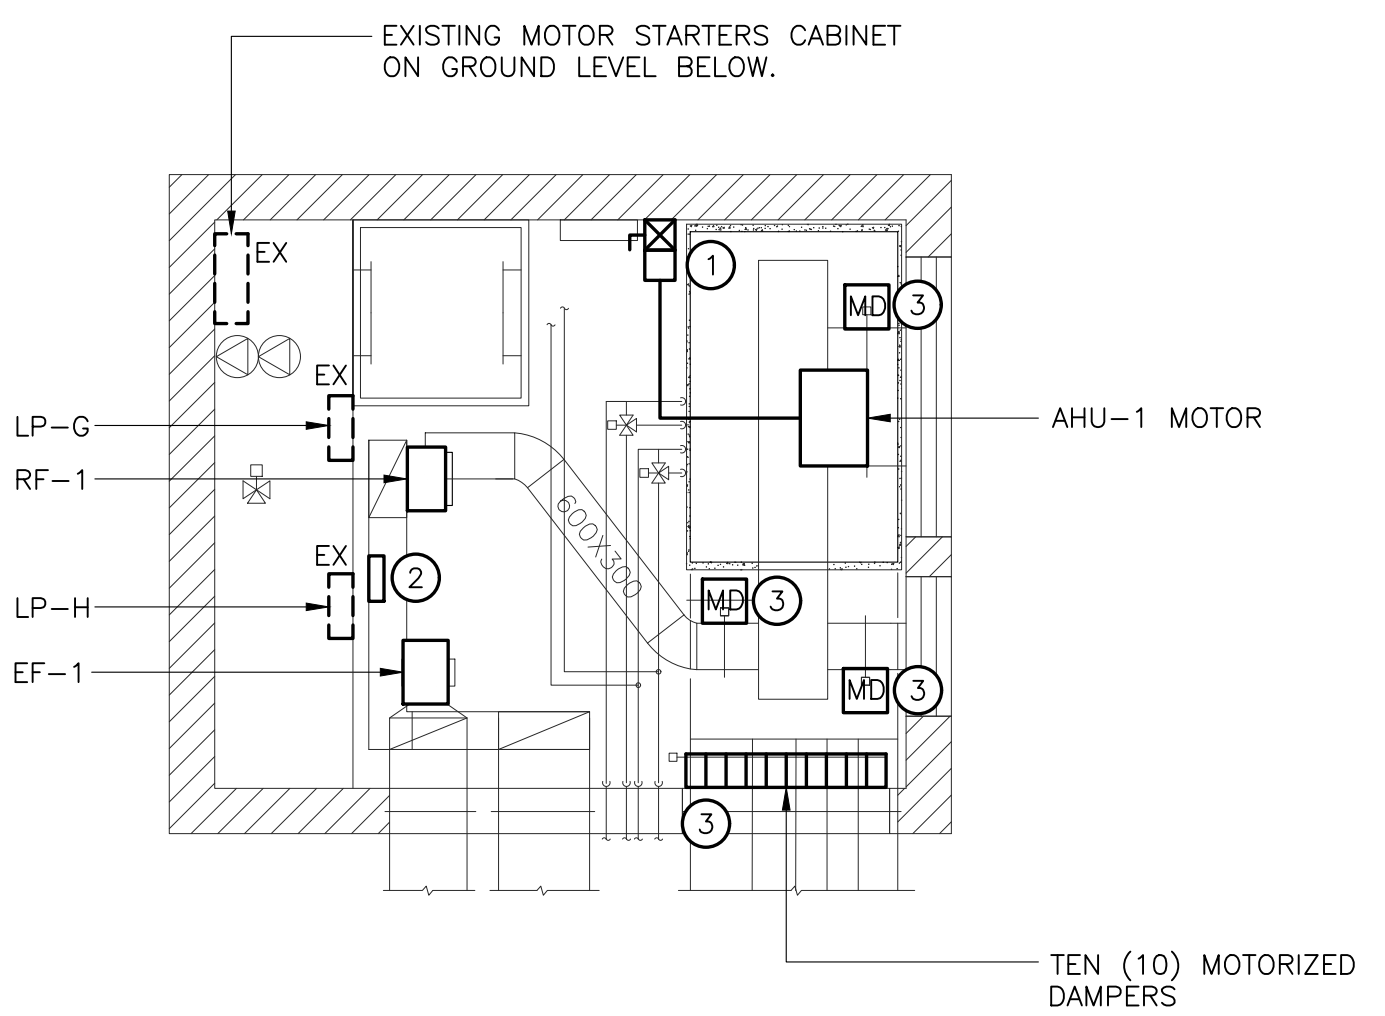 EXISTING MOTOR STARTERS CABINET
ON GROUND LEVEL BELOW.
EX
1
MD
3
EX
LP-G
AHU-1 MOTOR
RF-1
600X300
EX
2
LP-H
MD
3
EF-1
MD
3
3
TEN (10) MOTORIZED
DAMPERS